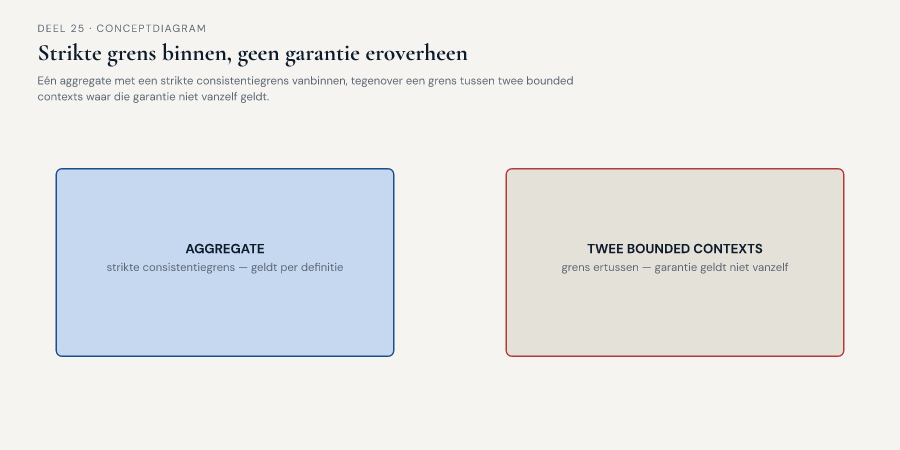 DEEL 25 · CONCEPTDIAGRAM
Strikte grens binnen, geen garantie eroverheen
Eén aggregate met een strikte consistentiegrens vanbinnen, tegenover een grens tussen twee bounded
contexts waar die garantie niet vanzelf geldt.
AGGREGATE
strikte consistentiegrens — geldt per definitie
TWEE BOUNDED CONTEXTS
grens ertussen — garantie geldt niet vanzelf